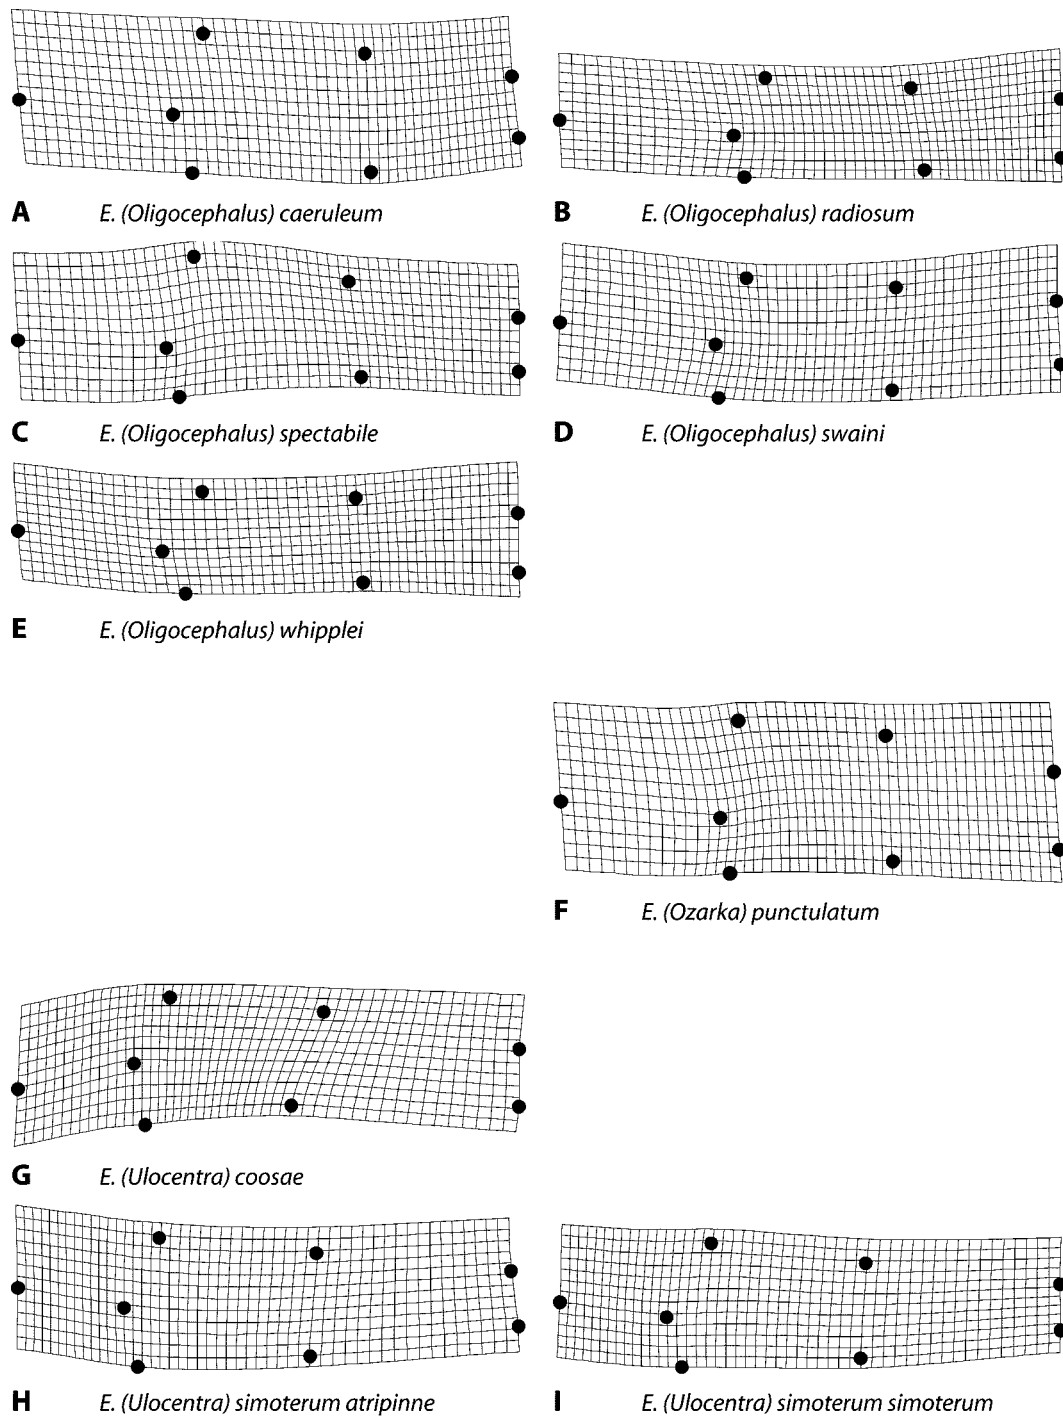 A E. (Oligocephalus) caeruleum
B E. (Oligocephalus) radiosum
C E. (Oligocephalus) spectabile
D E. (Oligocephalus) swaini
E E. (Oligocephalus) whipplei
F E. (Ozarka) punctulatum
G E. (Ulocentra) coosae
H E. (Ulocentra) simoterum atripinne
I E. (Ulocentra) simoterum simoterum